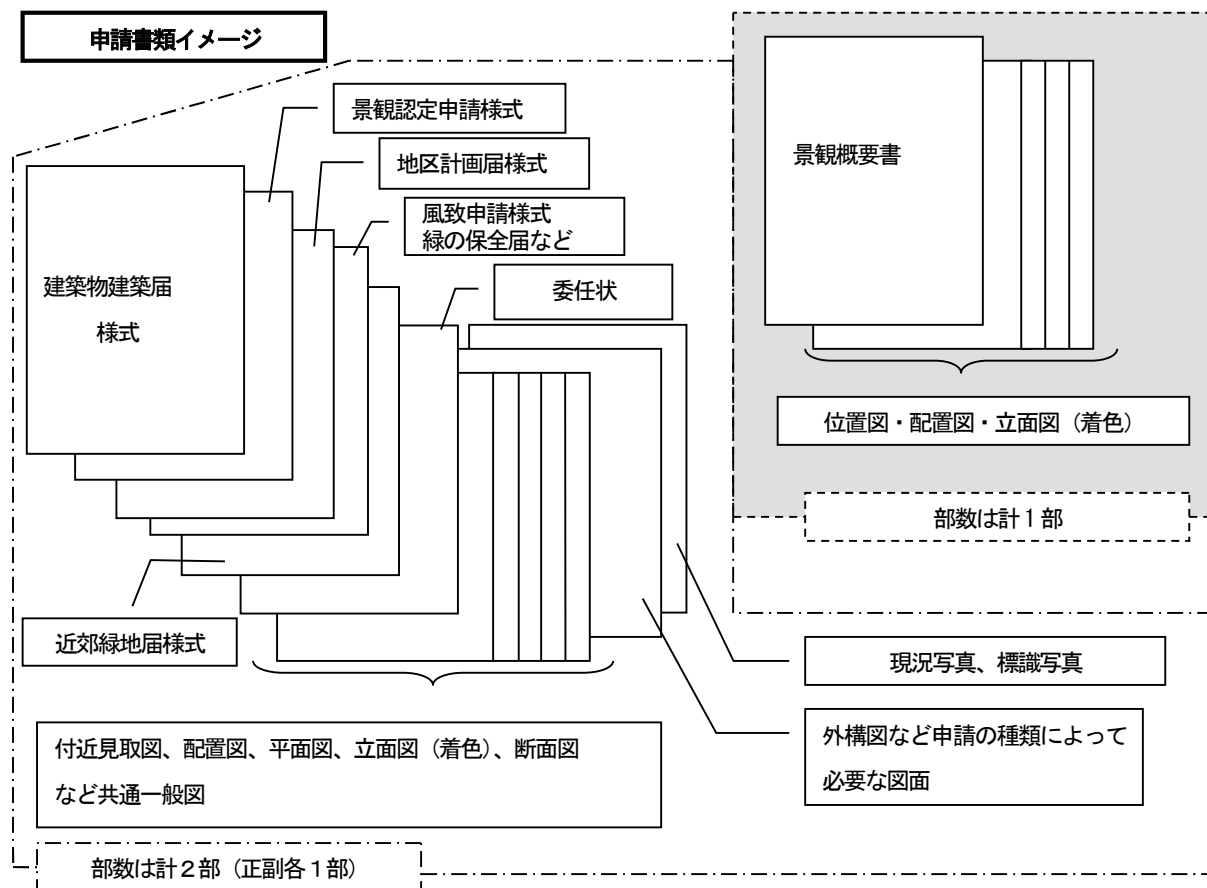 申請書類イメージ
景観認定申請様式
地区計画届様式
風致申請様式
緑の保全届など
委任状
建築物建築届
様式
景観概要書
位置図・配置図・立面図（着色）
部数は計１部
近郊緑地届様式
現況写真、標識写真
付近見取図、配置図、平面図、立面図（着色）、断面図
など共通一般図
外構図など申請の種類によって
必要な図面
部数は計２部（正副各１部）